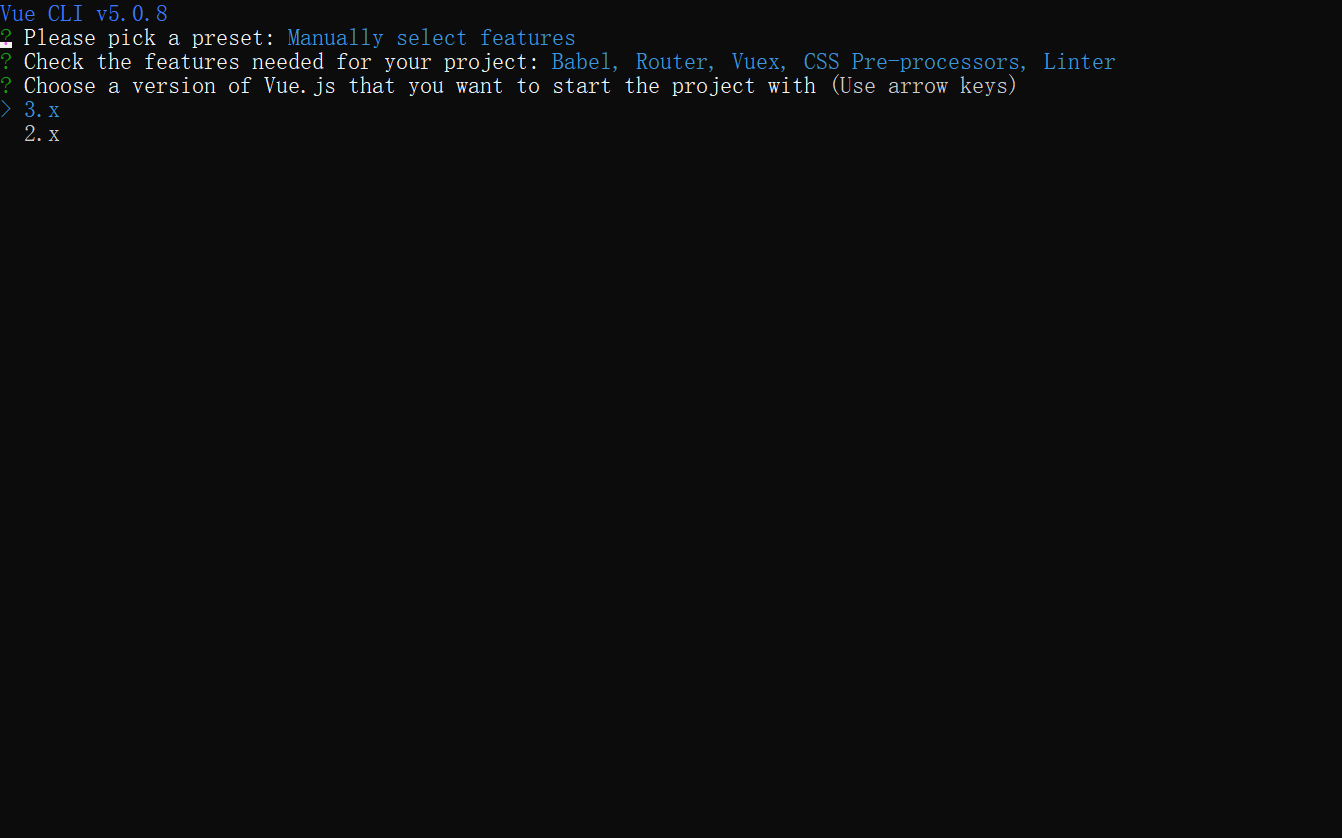 Vue CLI v5.0.8
? Please pick a preset: Manually select features
? Check the features needed for your project: Babel, Router, Vuex, CSS Pre-processors, Linter
? Choose a version of Vue.js that you want to start the project with (Use arrow keys)
> 3.x
  2.x